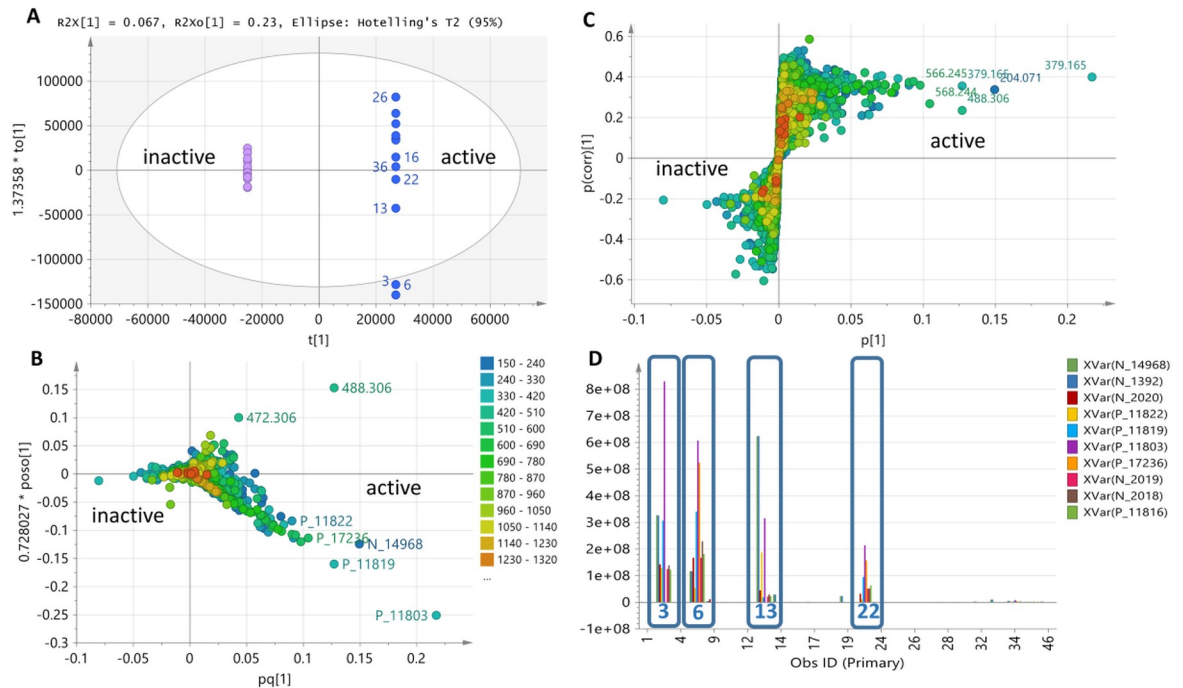 A
R2X[1] = 0.067, R2Xo[1] = 0.23, Ellipse: Hotelling's T2 (95%)
1.37358 * to[1]
100000
50000
0
-50000
-100000
-150000
inactive
active
26
16
36
22
13
3
6
-80000
-60000
-40000
-20000
0
20000
40000
60000
t[1]
B
0.728027 * poso[1]
0.15
0.1
0.05
0
-0.05
-0.1
-0.15
-0.2
-0.25
-0.3
488.306
472.306
active
inactive
P_11822
P_17236
N_14968
P_11819
P_11803
-0.1
-0.05
0
0.05
0.1
0.15
0.2
pq[1]
150 - 240
240 - 330
330 - 420
420 - 510
510 - 600
600 - 690
690 - 780
780 - 870
870 - 960
960 - 1050
1050 - 1140
1140 - 1230
1230 - 1320
...
C
p(corr)[1]
0.6
0.4
0.2
0
-0.2
-0.4
-0.6
379.165
566.245
379.165
204.071
568.244
488.306
active
inactive
-0.1
-0.05
0
0.05
0.1
0.15
0.2
p[1]
D
8e+08
7e+08
6e+08
5e+08
4e+08
3e+08
2e+08
1e+08
0
-1e+08
3
6
13
22
1
4
9
12
14
17
19
24
26
28
32
34
46
Obs ID (Primary)
XVar(N_14968)
XVar(N_1392)
XVar(N_2020)
XVar(P_11822)
XVar(P_11819)
XVar(P_11803)
XVar(P_17236)
XVar(N_2019)
XVar(N_2018)
XVar(P_11816)